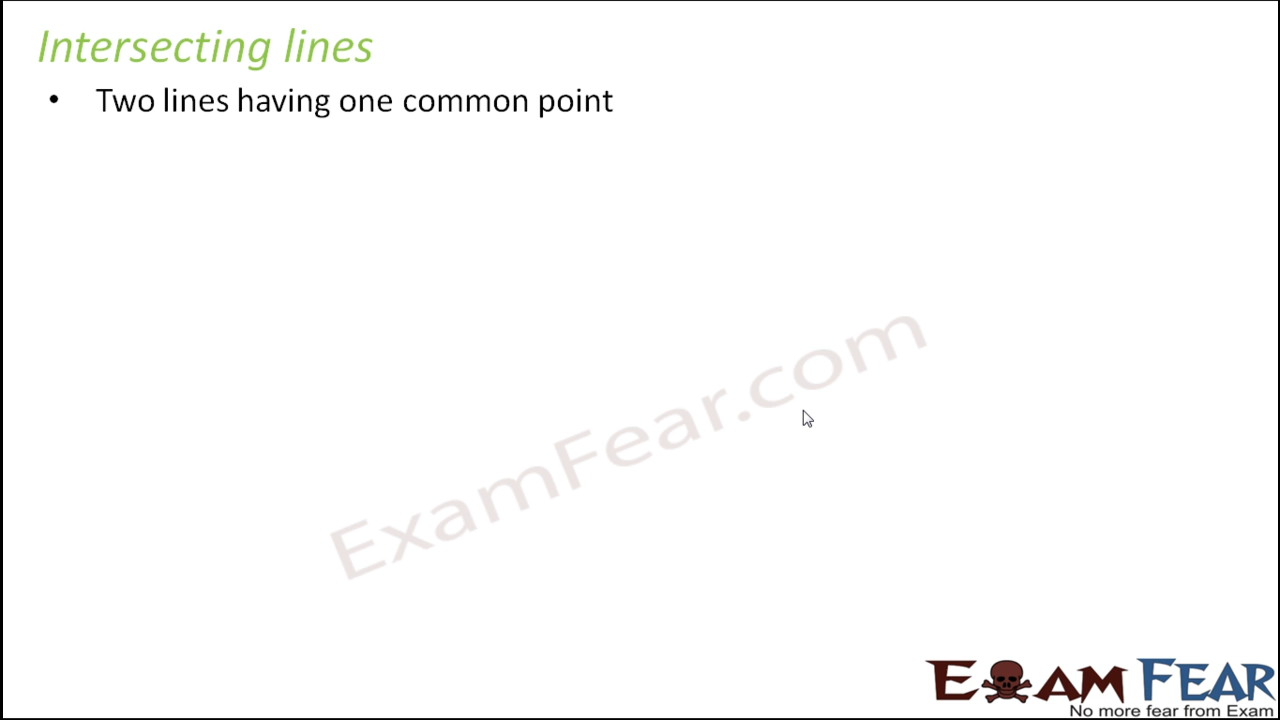 Intersecting lines
• Two lines having one common point
ExamFear.com
EXAM FEAR
No more fear from Exam